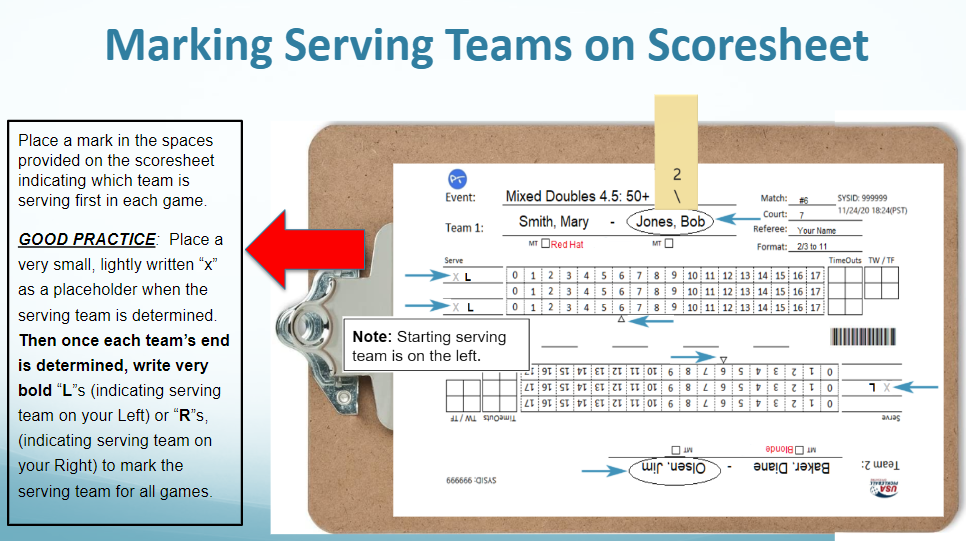 Marking Serving Teams on Scoresheet
Place a mark in the spaces
provided on the scoresheet
indicating which team is
serving first in each game.
GOOD PRACTICE: Place a
very small, lightly written “x”
as a placeholder when the
serving team is determined.
Then once each team’s end
is determined, write very
bold “L”s (indicating serving
team on your Left) or “R”s,
(indicating serving team on
your Right) to mark the
serving team for all games.
2
\
Event: Mixed Doubles 4.5: 50+
Team 1: Smith, Mary - Jones, Bob
MT Red Hat MT
Match: #6 SYSID: 999999
Court: 7 11/24/20 18:24(PST)
Referee: Your Name
Format: 2/3 to 11
Serve TimeOuts TW / TF
X L 0 1 2 3 4 5 6 7 8 9 10 11 12 13 14 15 16 17
0 1 2 3 4 5 6 7 8 9 10 11 12 13 14 15 16 17
X L 0 1 2 3 4 5 6 7 8 9 10 11 12 13 14 15 16 17
Note: Starting serving
team is on the left.
Team 2: Baker, Diane - Olsen, Jim
MT Blonde MT
SYSID: 999999
USA
PICKLEBALL
Serve TimeOuts TW / TF
0 1 2 3 4 5 6 7 8 9 10 11 12 13 14 15 16 17
X L 0 1 2 3 4 5 6 7 8 9 10 11 12 13 14 15 16 17
0 1 2 3 4 5 6 7 8 9 10 11 12 13 14 15 16 17